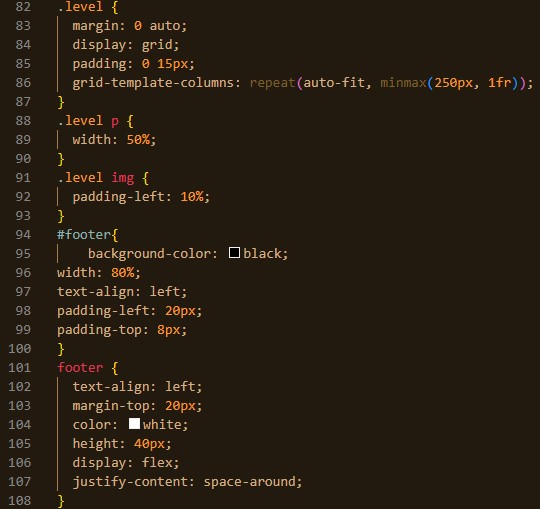 82 .level {
83   margin: 0 auto;
84   display: grid;
85   padding: 0 15px;
86   grid-template-columns: repeat(auto-fit, minmax(250px, 1fr));
87 }
88 .level p {
89   width: 50%;
90 }
91 .level img {
92   padding-left: 10%;
93 }
94 #footer{
95     background-color: black;
96 width: 80%;
97 text-align: left;
98 padding-left: 20px;
99 padding-top: 8px;
100 }
101 footer {
102   text-align: left;
103   margin-top: 20px;
104   color: white;
105   height: 40px;
106   display: flex;
107   justify-content: space-around;
108 }